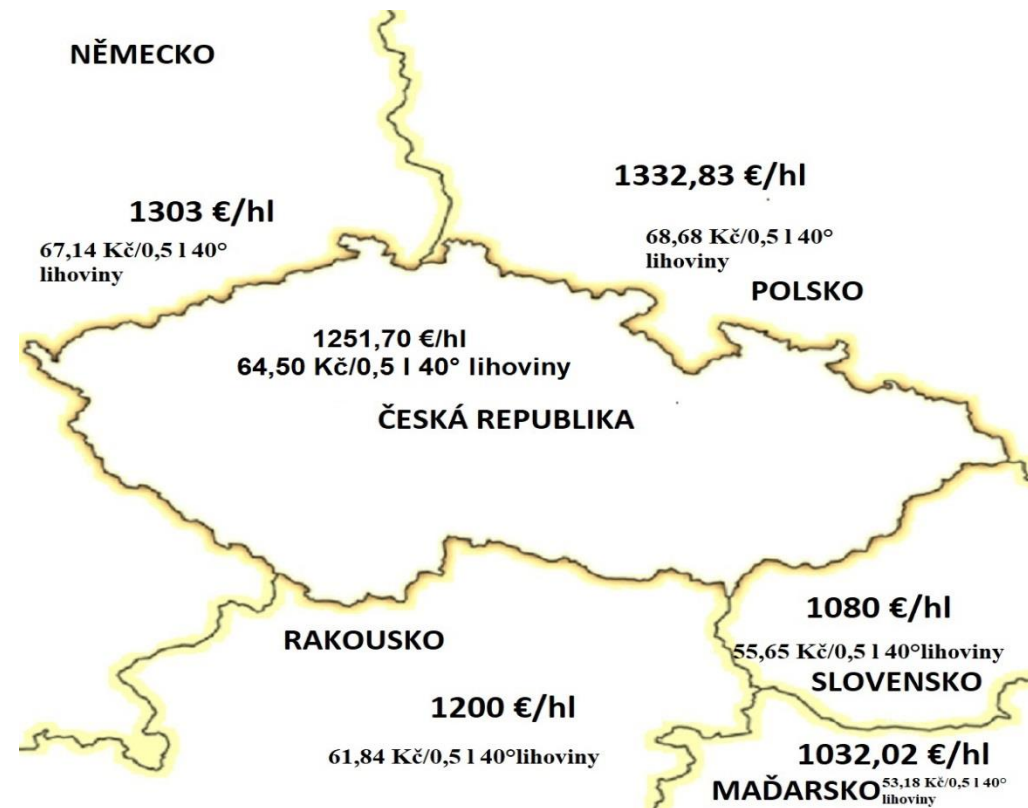 NĚMECKO
1303 €/hl
67,14 Kč/0,5 l 40°
lihoviny
1332,83 €/hl
68,68 Kč/0,5 l 40°
lihoviny
POLSKO
1251,70 €/hl
64,50 Kč/0,5 l 40° lihoviny
ČESKÁ REPUBLIKA
RAKOUSKO
1200 €/hl
61,84 Kč/0,5 l 40°lihoviny
1080 €/hl
55,65 Kč/0,5 l 40°lihoviny
SLOVENSKO
1032,02 €/hl
MAĎARSKO
53,18 Kč/0,5 l 40°
lihoviny